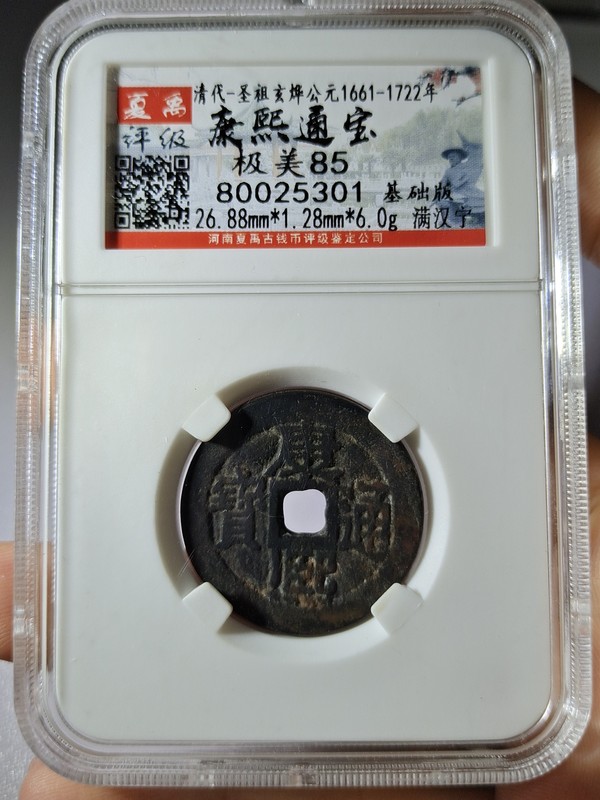 夏禹
评级
清代-圣祖玄烨公元1661-1722年
康熙通宝
极美85
80025301 基础版
26.88mm*1.28mm*6.0g 满汉宁
河南夏禹古钱币评级鉴定公司
康熙通寳